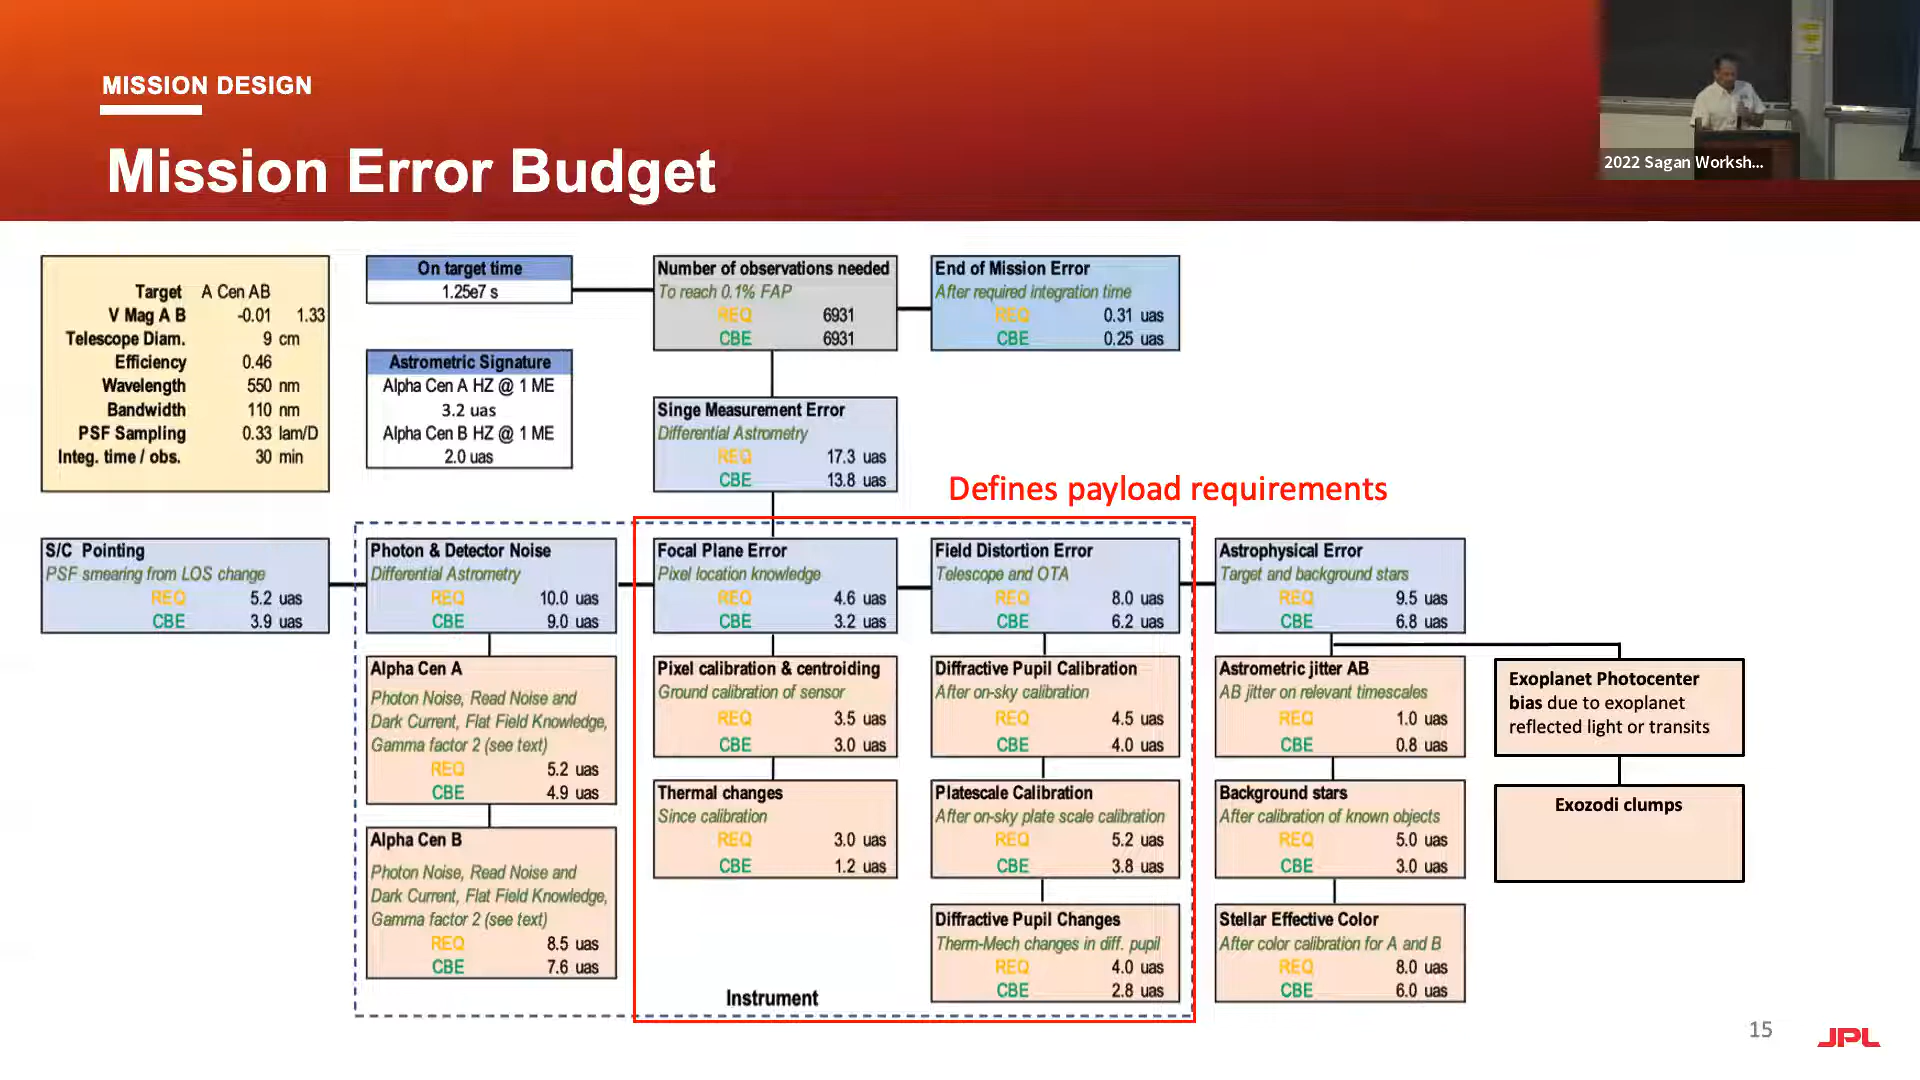 MISSION DESIGN
Mission Error Budget
2022 Sagan Worksh...
Target A Cen AB
V Mag A B -0.01 1.33
Telescope Diam. 9 cm
Efficiency 0.46
Wavelength 550 nm
Bandwidth 110 nm
PSF Sampling 0.33 lam/D
Integ. time / obs. 30 min
On target time
1.25e7 s
Astrometric Signature
Alpha Cen A HZ @ 1 ME
3.2 uas
Alpha Cen B HZ @ 1 ME
2.0 uas
Number of observations needed
To reach 0.1% FAP
REQ 6931
CBE 6931
End of Mission Error
After required integration time
REQ 0.31 uas
CBE 0.25 uas
Singe Measurement Error
Differential Astrometry
REQ 17.3 uas
CBE 13.8 uas
Defines payload requirements
S/C Pointing
PSF smearing from LOS change
REQ 5.2 uas
CBE 3.9 uas
Photon & Detector Noise
Differential Astrometry
REQ 10.0 uas
CBE 9.0 uas
Alpha Cen A
Photon Noise, Read Noise and
Dark Current, Flat Field Knowledge,
Gamma factor 2 (see text)
REQ 5.2 uas
CBE 4.9 uas
Alpha Cen B
Photon Noise, Read Noise and
Dark Current, Flat Field Knowledge,
Gamma factor 2 (see text)
REQ 8.5 uas
CBE 7.6 uas
Focal Plane Error
Pixel location knowledge
REQ 4.6 uas
CBE 3.2 uas
Pixel calibration & centroiding
Ground calibration of sensor
REQ 3.5 uas
CBE 3.0 uas
Thermal changes
Since calibration
REQ 3.0 uas
CBE 1.2 uas
Instrument
Field Distortion Error
Telescope and OTA
REQ 8.0 uas
CBE 6.2 uas
Diffractive Pupil Calibration
After on-sky calibration
REQ 4.5 uas
CBE 4.0 uas
Platescale Calibration
After on-sky plate scale calibration
REQ 5.2 uas
CBE 3.8 uas
Diffractive Pupil Changes
Therm-Mech changes in diff. pupil
REQ 4.0 uas
CBE 2.8 uas
Astrophysical Error
Target and background stars
REQ 9.5 uas
CBE 6.8 uas
Astrometric jitter AB
AB jitter on relevant timescales
REQ 1.0 uas
CBE 0.8 uas
Background stars
After calibration of known objects
REQ 5.0 uas
CBE 3.0 uas
Stellar Effective Color
After color calibration for A and B
REQ 8.0 uas
CBE 6.0 uas
Exoplanet Photocenter
bias due to exoplanet
reflected light or transits
Exozodi clumps
15
JPL